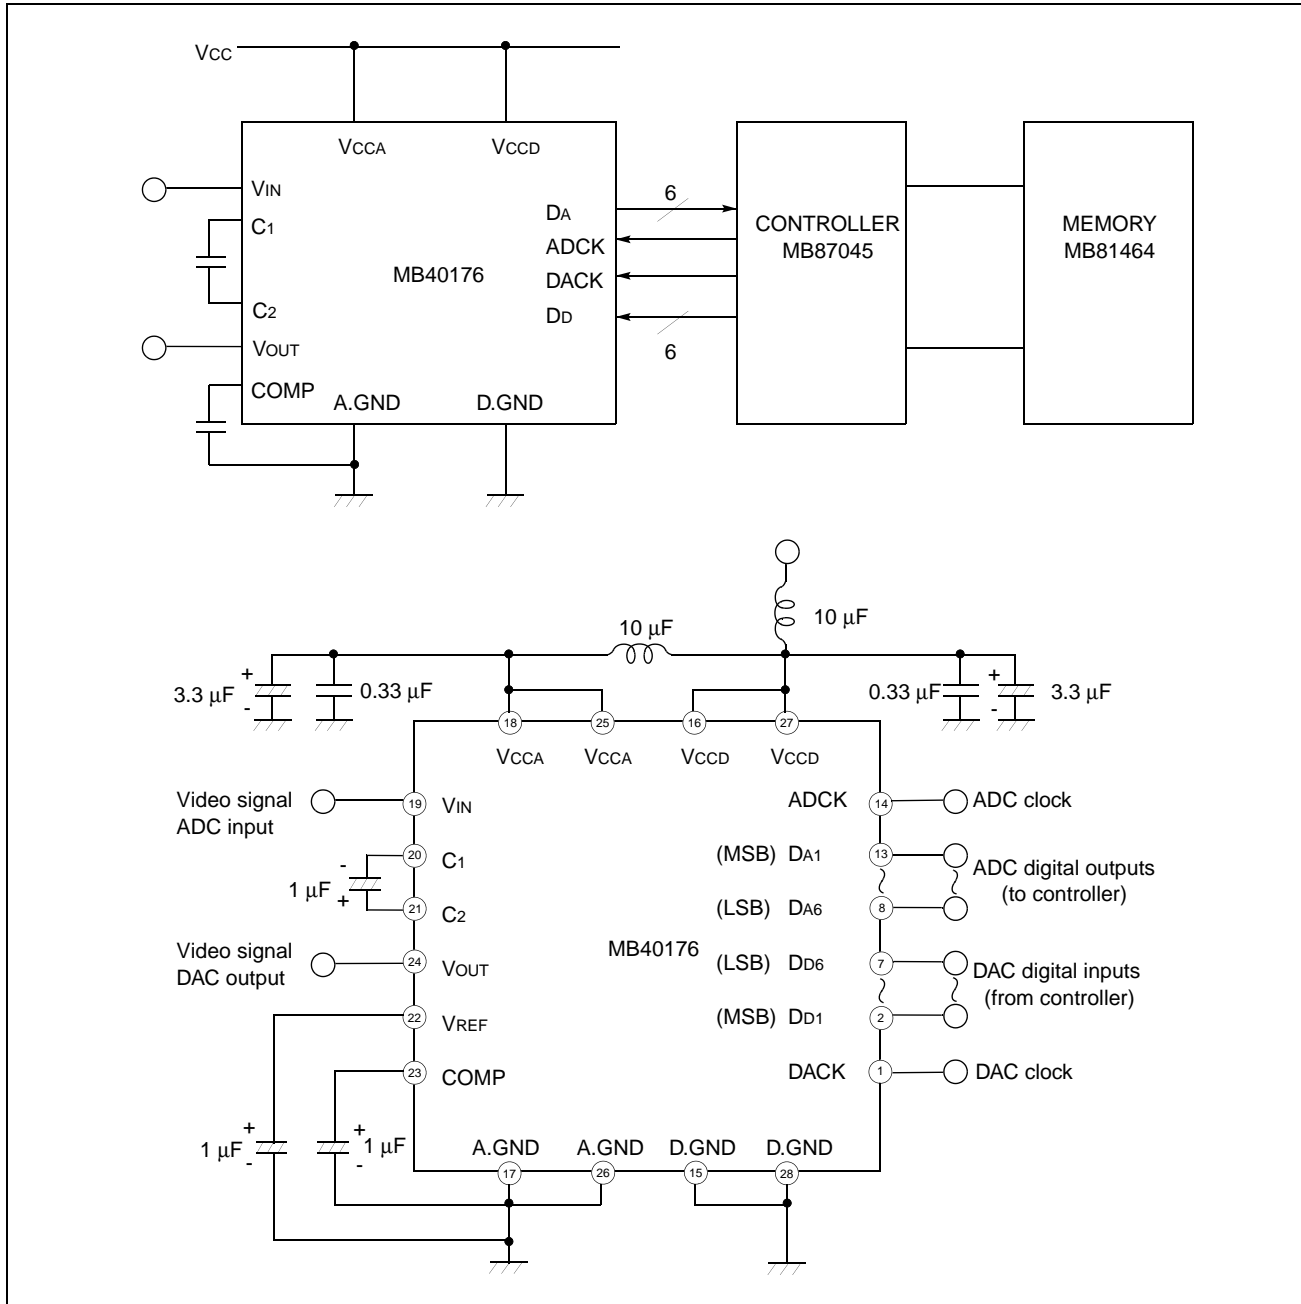 VCC
VCCA VCCD
VIN
C1
C2
VOUT
COMP
A.GND D.GND
MB40176
DA
ADCK
DACK
DD
6
6
CONTROLLER
MB87045
MEMORY
MB81464
10 μF
10 μF
3.3 μF
+
-
0.33 μF
0.33 μF
+
-
3.3 μF
18 25 16 27
VCCA VCCA VCCD VCCD
Video signal
ADC input
19 VIN
20 C1
-
1 μF
+
21 C2
Video signal
DAC output
24 VOUT
22 VREF
23 COMP
MB40176
ADCK 14 ADC clock
(MSB) DA1 13
ADC digital outputs
(to controller)
(LSB) DA6 8
(LSB) DD6 7
DAC digital inputs
(from controller)
(MSB) DD1 2
DACK 1 DAC clock
+
1 μF
-
+
1 μF
-
A.GND A.GND D.GND D.GND
17 26 15 28